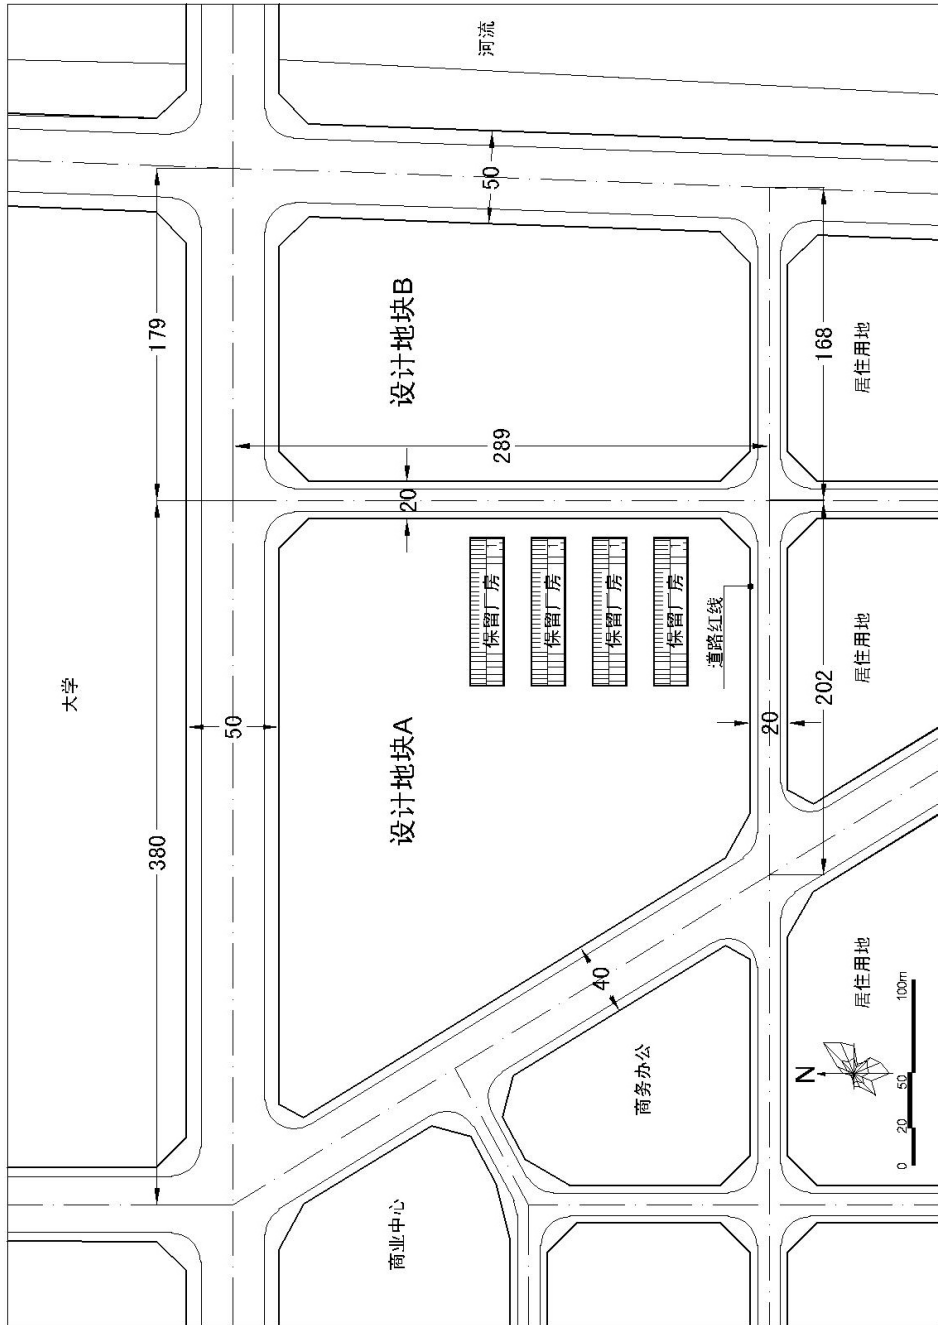 河流
50
179
设计地块B
168
居住用地
289
20
保留厂房
保留厂房
保留厂房
保留厂房
道路红线
大学
50
设计地块A
20
202
居住用地
380
40
居住用地
商务办公
N
0 20 50 100m
商业中心